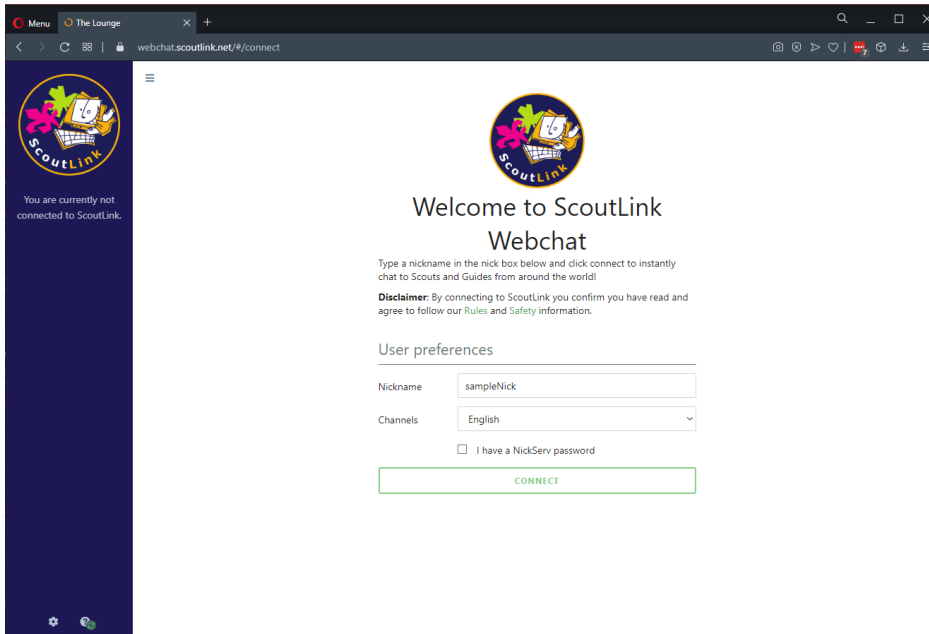 Menu
The Lounge
webchat.scoutlink.net/#/connect
7
ScoutLink
You are currently not
connected to ScoutLink.
ScoutLink
Welcome to ScoutLink
Webchat
Type a nickname in the nick box below and click connect to instantly
chat to Scouts and Guides from around the world!
Disclaimer: By connecting to ScoutLink you confirm you have read and
agree to follow our Rules and Safety information.
User preferences
Nickname sampleNick
Channels English
I have a NickServ password
CONNECT